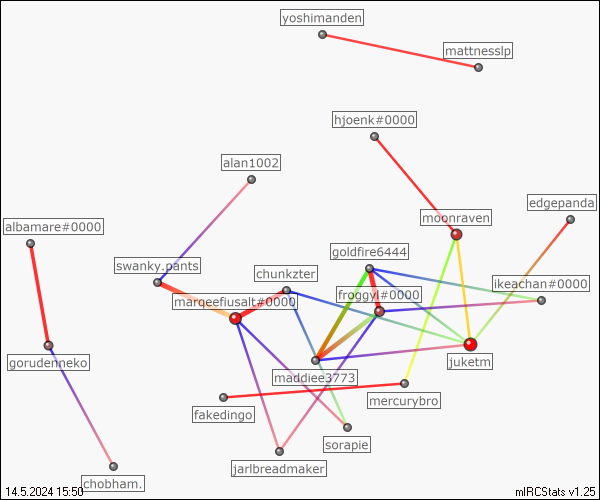 yoshimanden
mattnesslp
hjoenk#0000
alan1002
edgepanda
moonraven
albamare#0000
goldfire6444
swanky.pants
chunkzter
ikeachan#0000
froggyl#0000
marqeefiusalt#0000
gorudenneko
juketm
maddiee3773
mercurybro
fakedingo
sorapie
jarlbreadmaker
chobham.
14.5.2024 15:50
mIRCStats v1.25